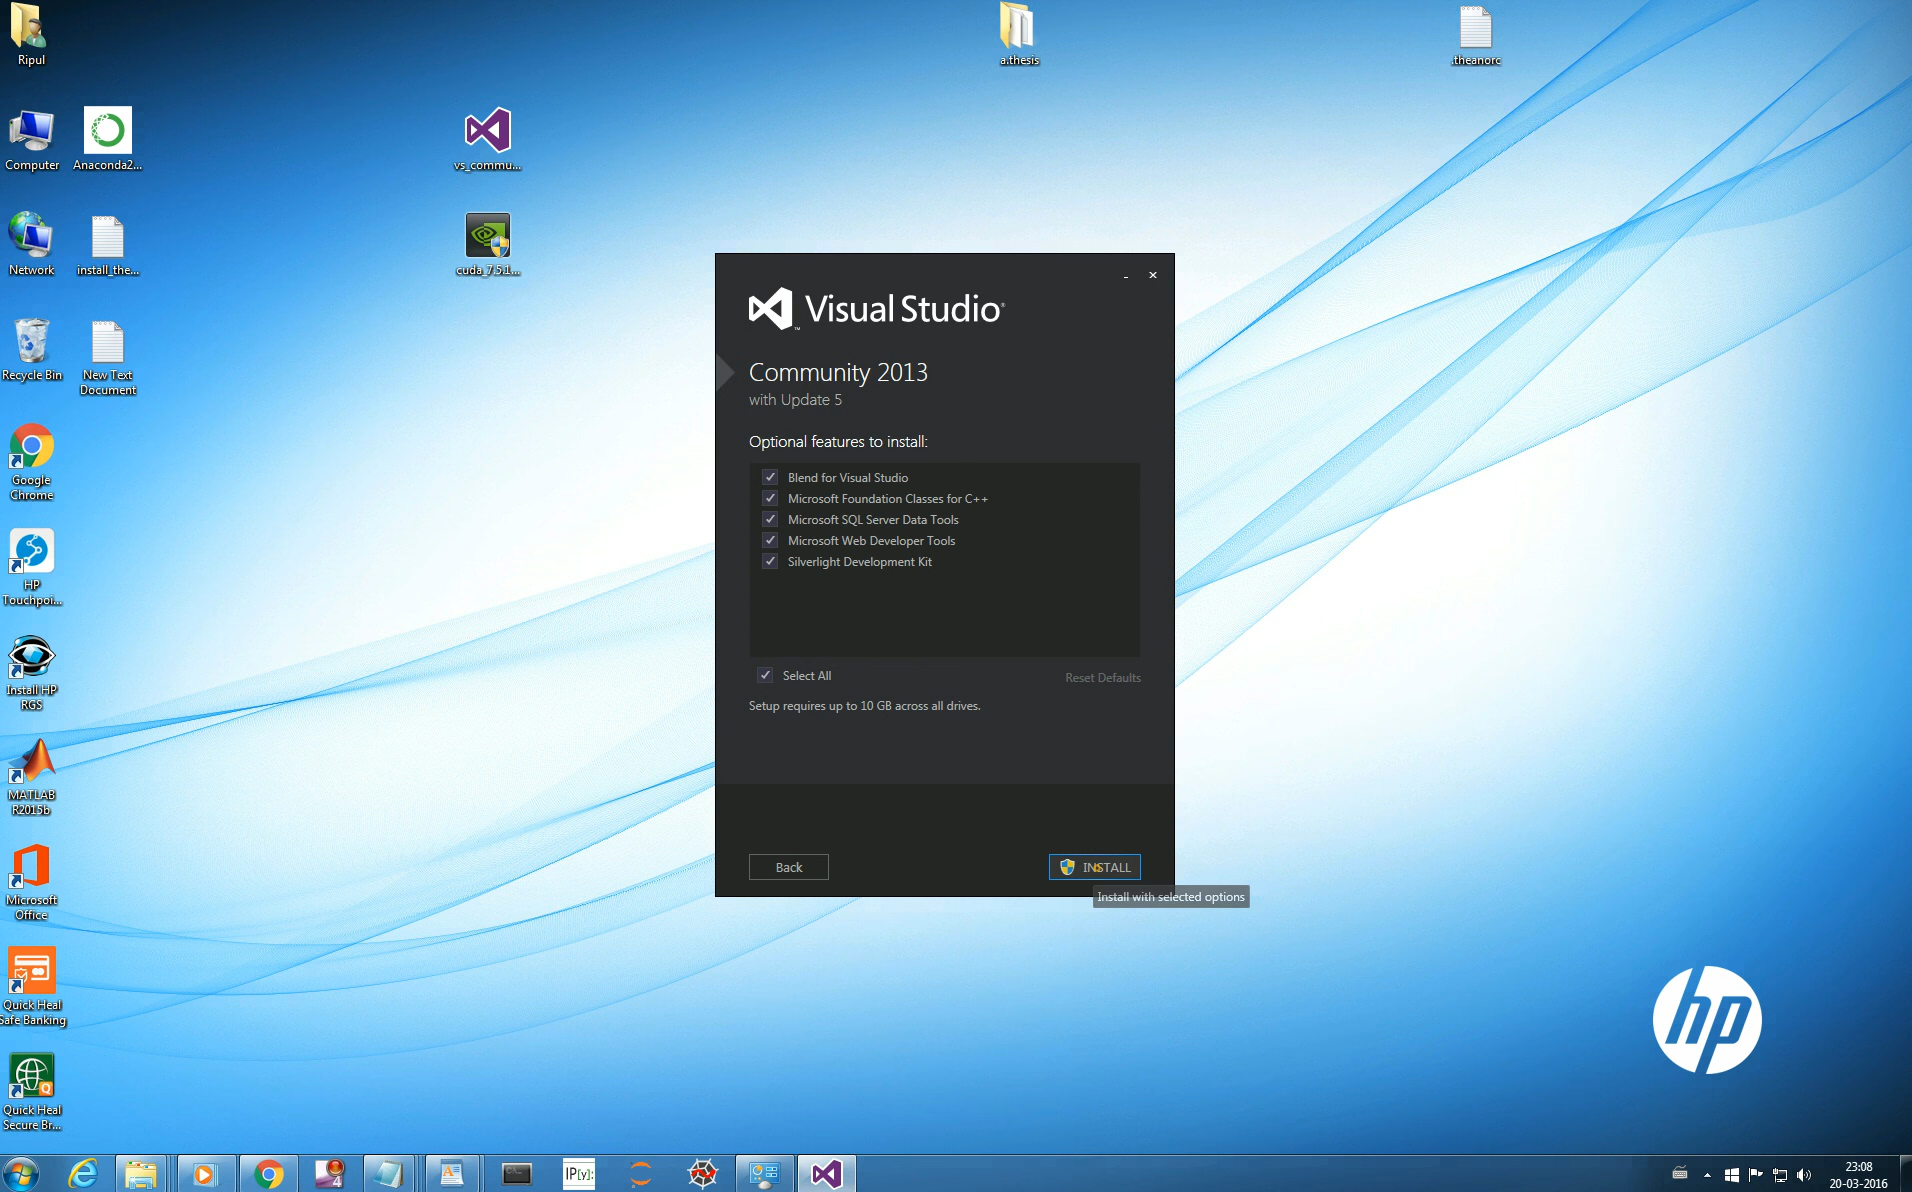 Ripul
a.thesis
.theanorc
Computer
Anaconda2...
vs_commu...
Network
install_the...
cuda_7.5.1...
Recycle Bin
New Text
Document
Google
Chrome
HP
Touchpoi...
Install HP
RGS
MATLAB
R2015b
Microsoft
Office
Quick Heal
Safe Banking
Quick Heal
Secure Br...
Visual Studio
Community 2013
with Update 5
Optional features to install:
Blend for Visual Studio
Microsoft Foundation Classes for C++
Microsoft SQL Server Data Tools
Microsoft Web Developer Tools
Silverlight Development Kit
Select All
Reset Defaults
Setup requires up to 10 GB across all drives.
Back
INSTALL
Install with selected options
hp
4
IP[y]:
23:08
20-03-2016